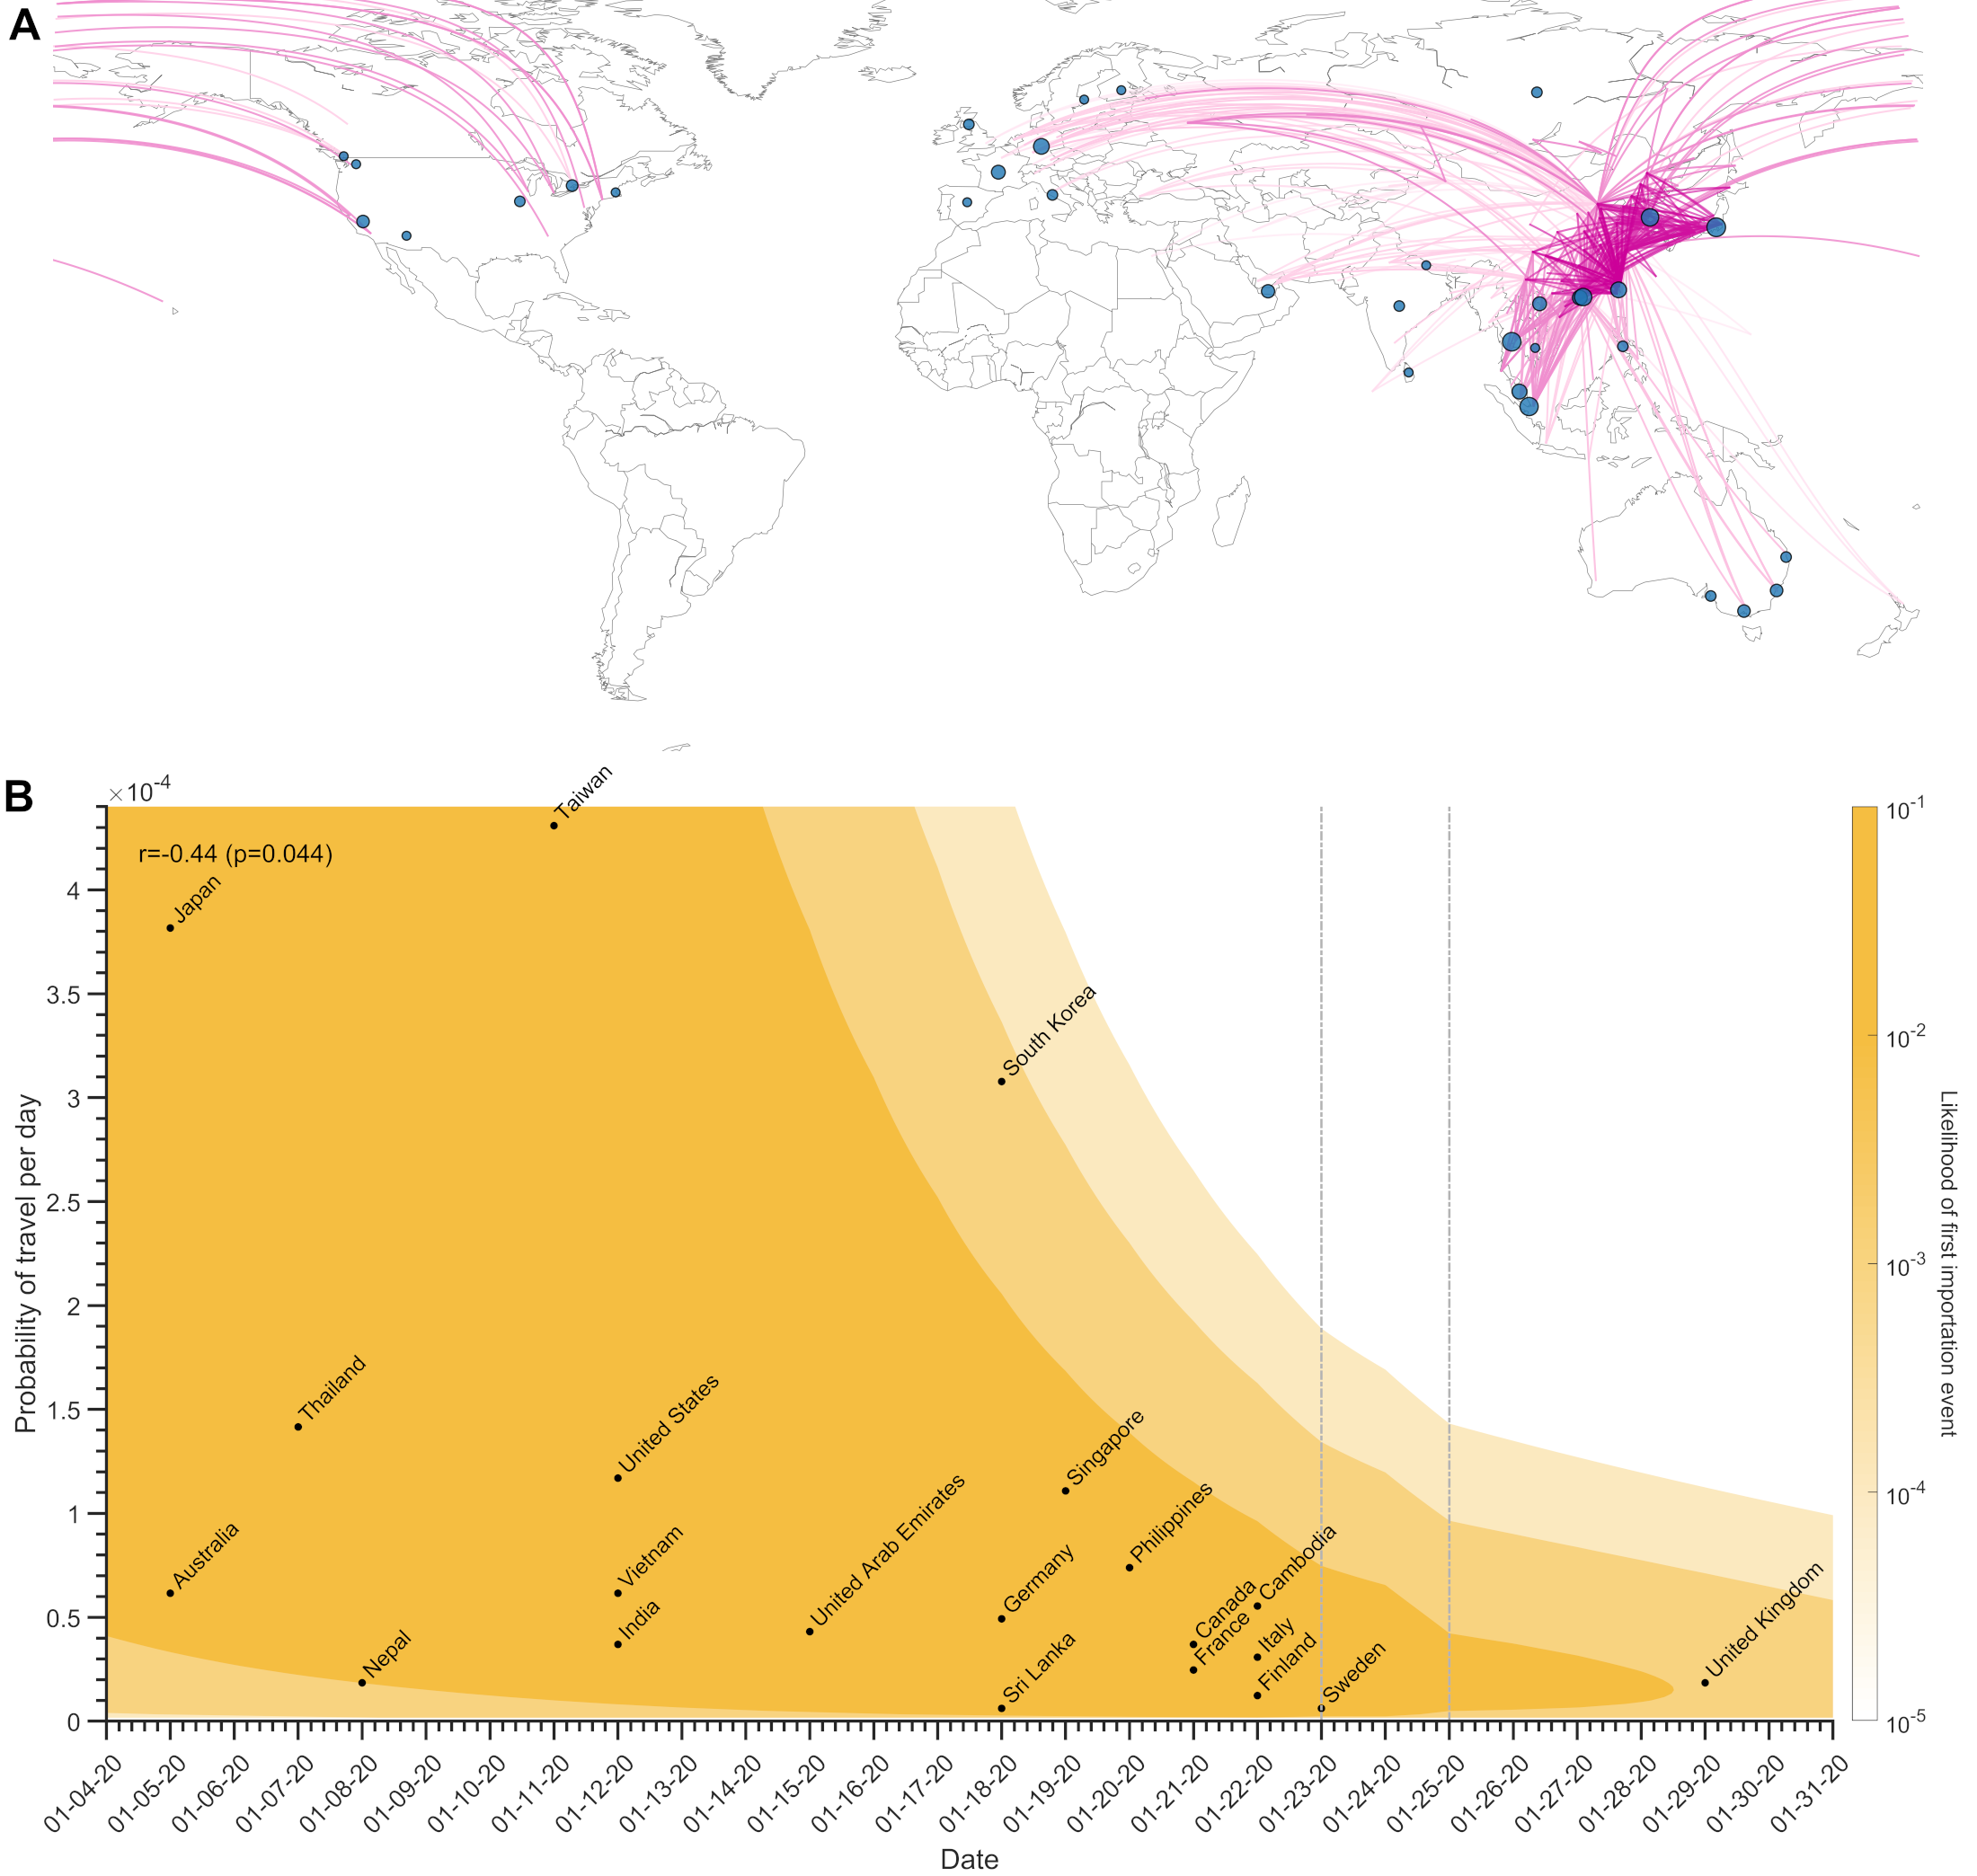 A
B
×10-4
r=-0.44 (p=0.044)
Taiwan
Japan
South Korea
Thailand
United States
Singapore
Australia
Vietnam
India
United Arab Emirates
Germany
Philippines
Cambodia
Canada
France
Italy
Finland
Nepal
Sri Lanka
Sweden
United Kingdom
Probability of travel per day
4
3.5
3
2.5
2
1.5
1
0.5
0
01-04-20
01-05-20
01-06-20
01-07-20
01-08-20
01-09-20
01-10-20
01-11-20
01-12-20
01-13-20
01-14-20
01-15-20
01-16-20
01-17-20
01-18-20
01-19-20
01-20-20
01-21-20
01-22-20
01-23-20
01-24-20
01-25-20
01-26-20
01-27-20
01-28-20
01-29-20
01-30-20
01-31-20
Date
10-1
10-2
10-3
10-4
10-5
Likelihood of first importation event